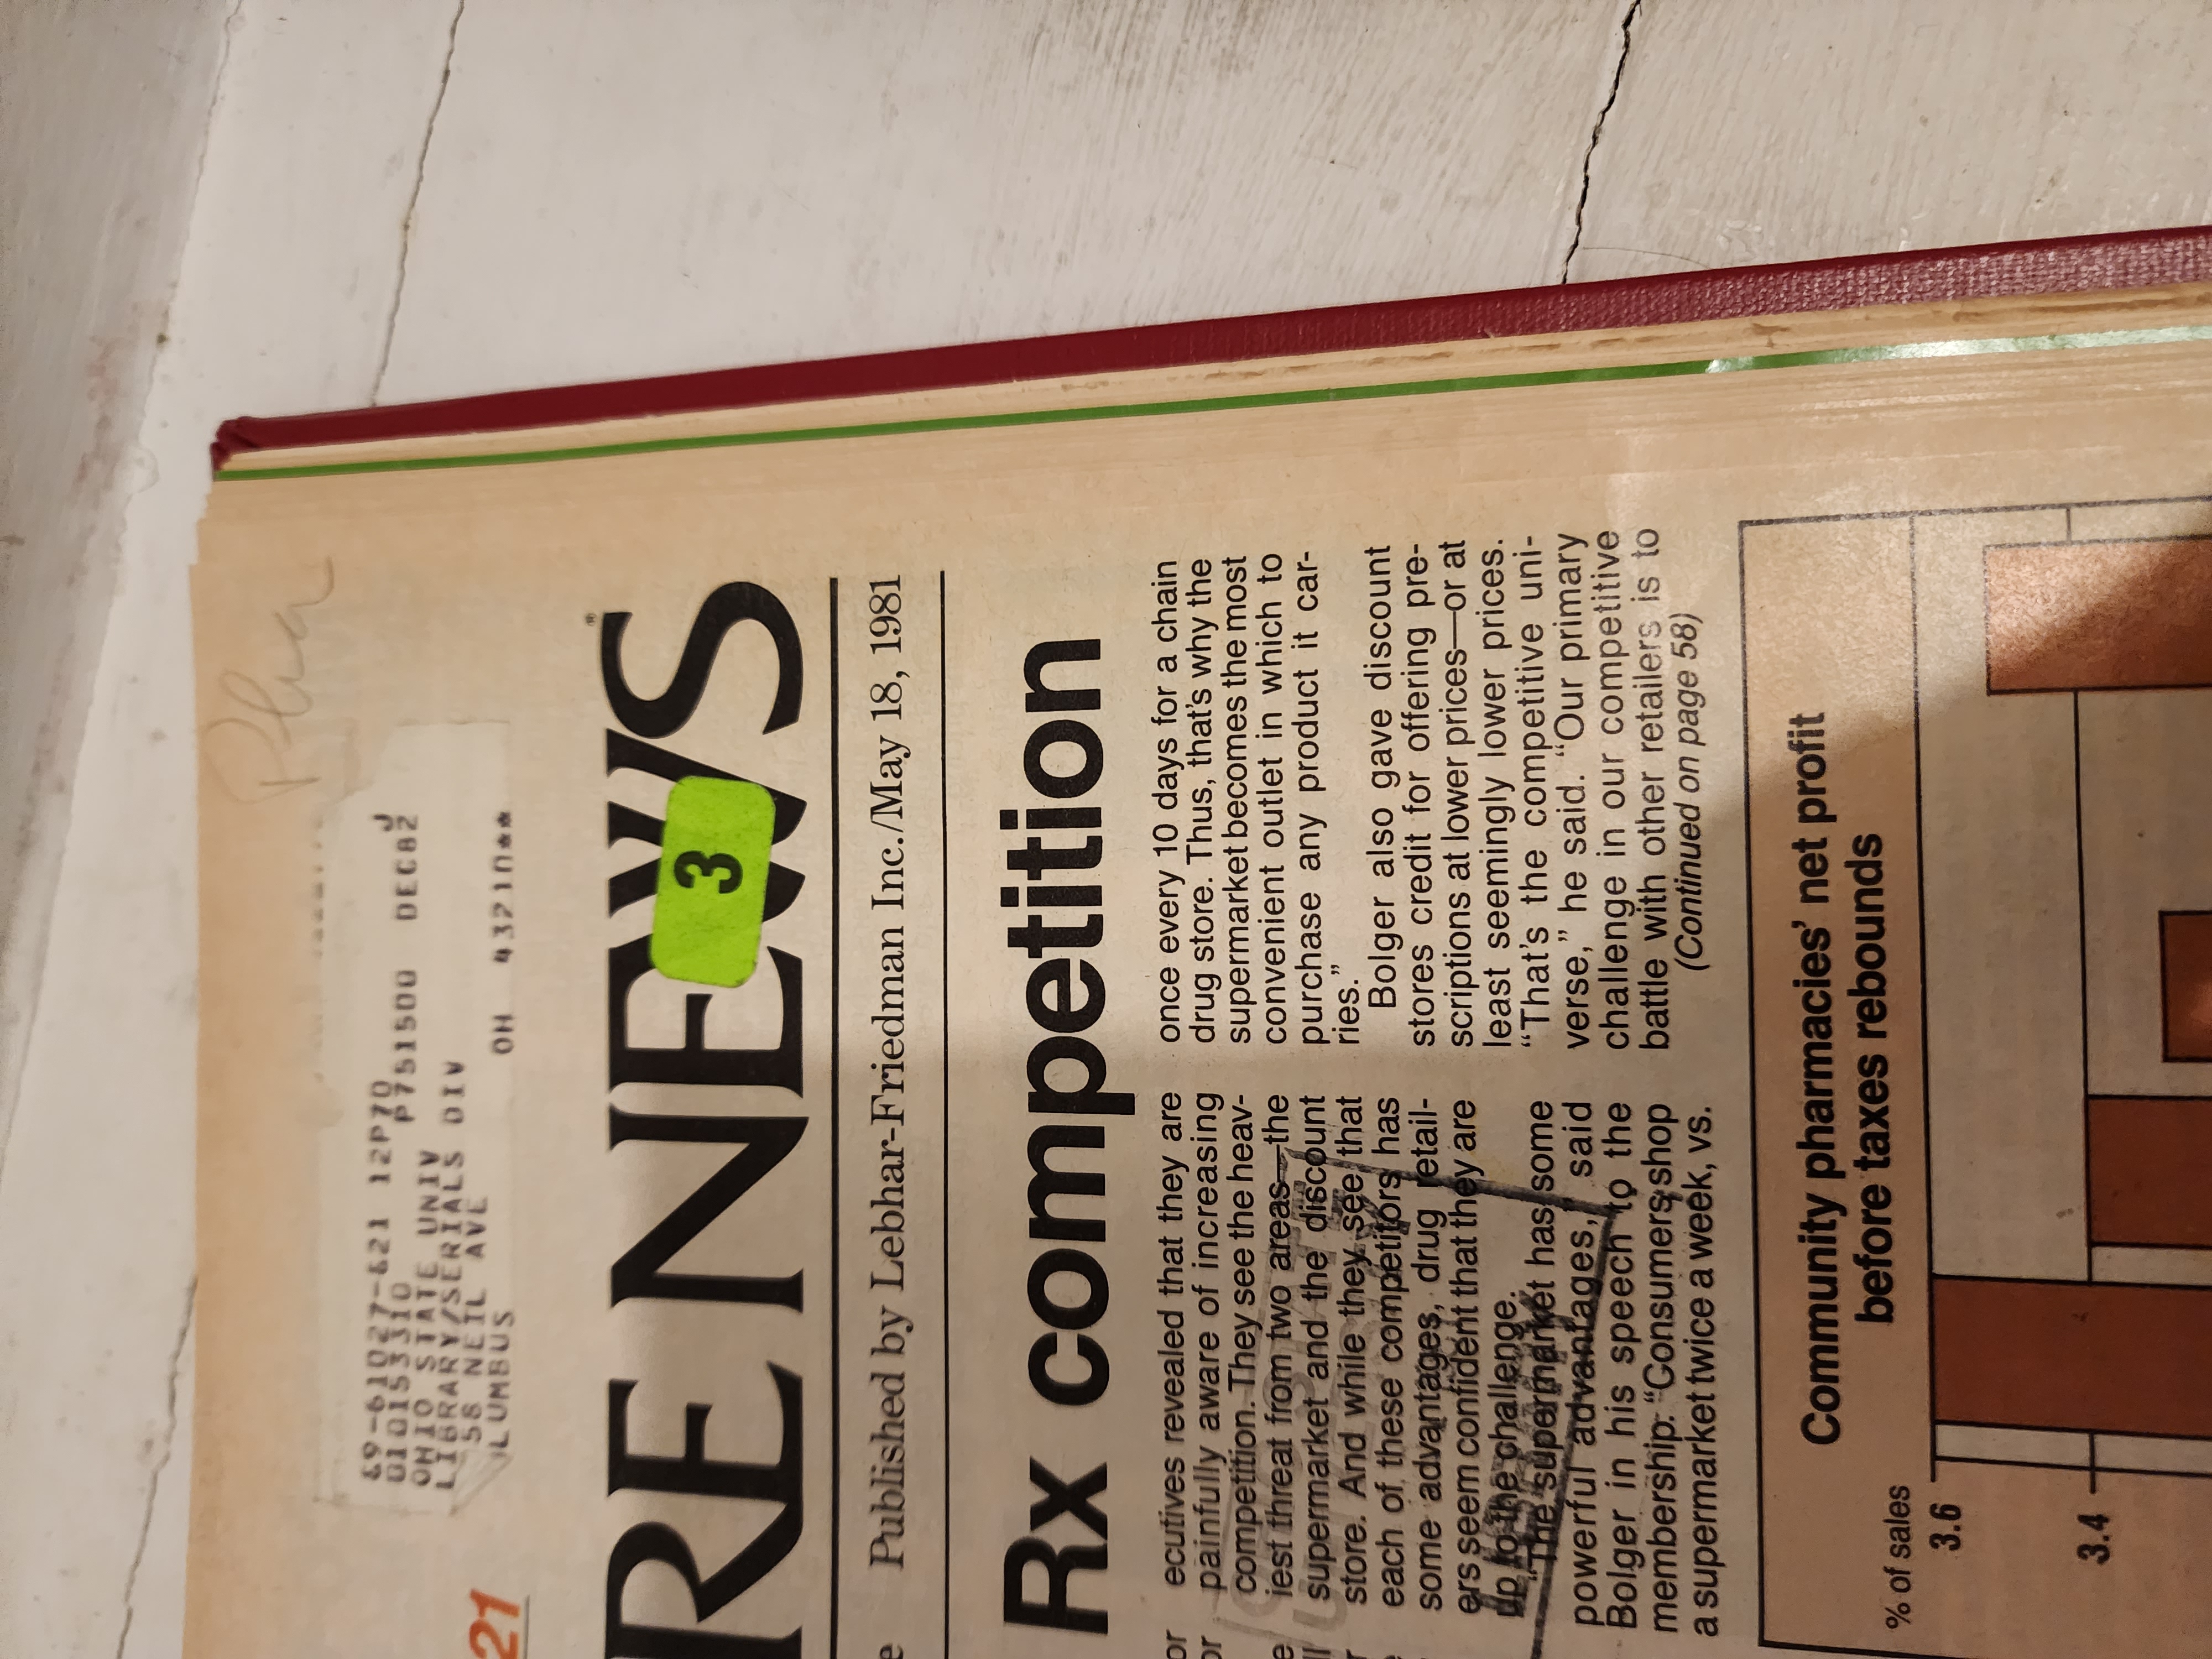 Phar
69-61027-621 12P70
010153310 P751500 DEC82 J
OHIO STATE UNIV
LIBRARY/SERIALS DIV
58 NEIL AVE
LUMBUS OH 43210**
21
RE NEWS®
3
e Published by Lebhar-Friedman Inc./May 18, 1981
Rx competition
or
or
e
ll
r
ecutives revealed that they are
painfully aware of increasing
competition. They see the heav-
iest threat from two areas—the
supermarket and the discount
store. And while they see that
each of these competitors has
some advantages, drug retail-
ers seem confident that they are
up to the challenge.
"The supermarket has some
powerful advantages," said
Bolger in his speech to the
membership. "Consumers shop
a supermarket twice a week, vs.
once every 10 days for a chain
drug store. Thus, that's why the
supermarket becomes the most
convenient outlet in which to
purchase any product it car-
ries."
Bolger also gave discount
stores credit for offering pre-
scriptions at lower prices—or at
least seemingly lower prices.
"That's the competitive uni-
verse," he said. "Our primary
challenge in our competitive
battle with other retailers is to
(Continued on page 58)
Community pharmacies' net profit
before taxes rebounds
% of sales
3.6
3.4